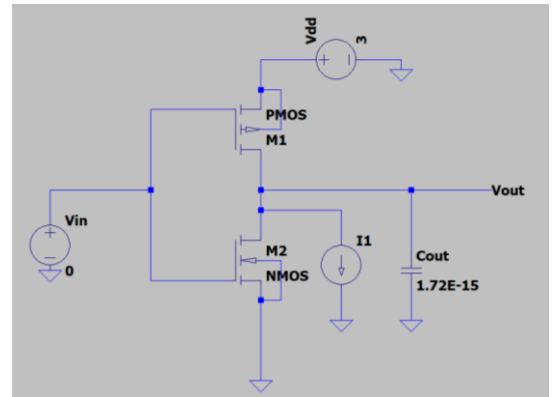 Vdd
3
PMOS
M1
Vout
Vin
0
M2
NMOS
I1
Cout
1.72E-15